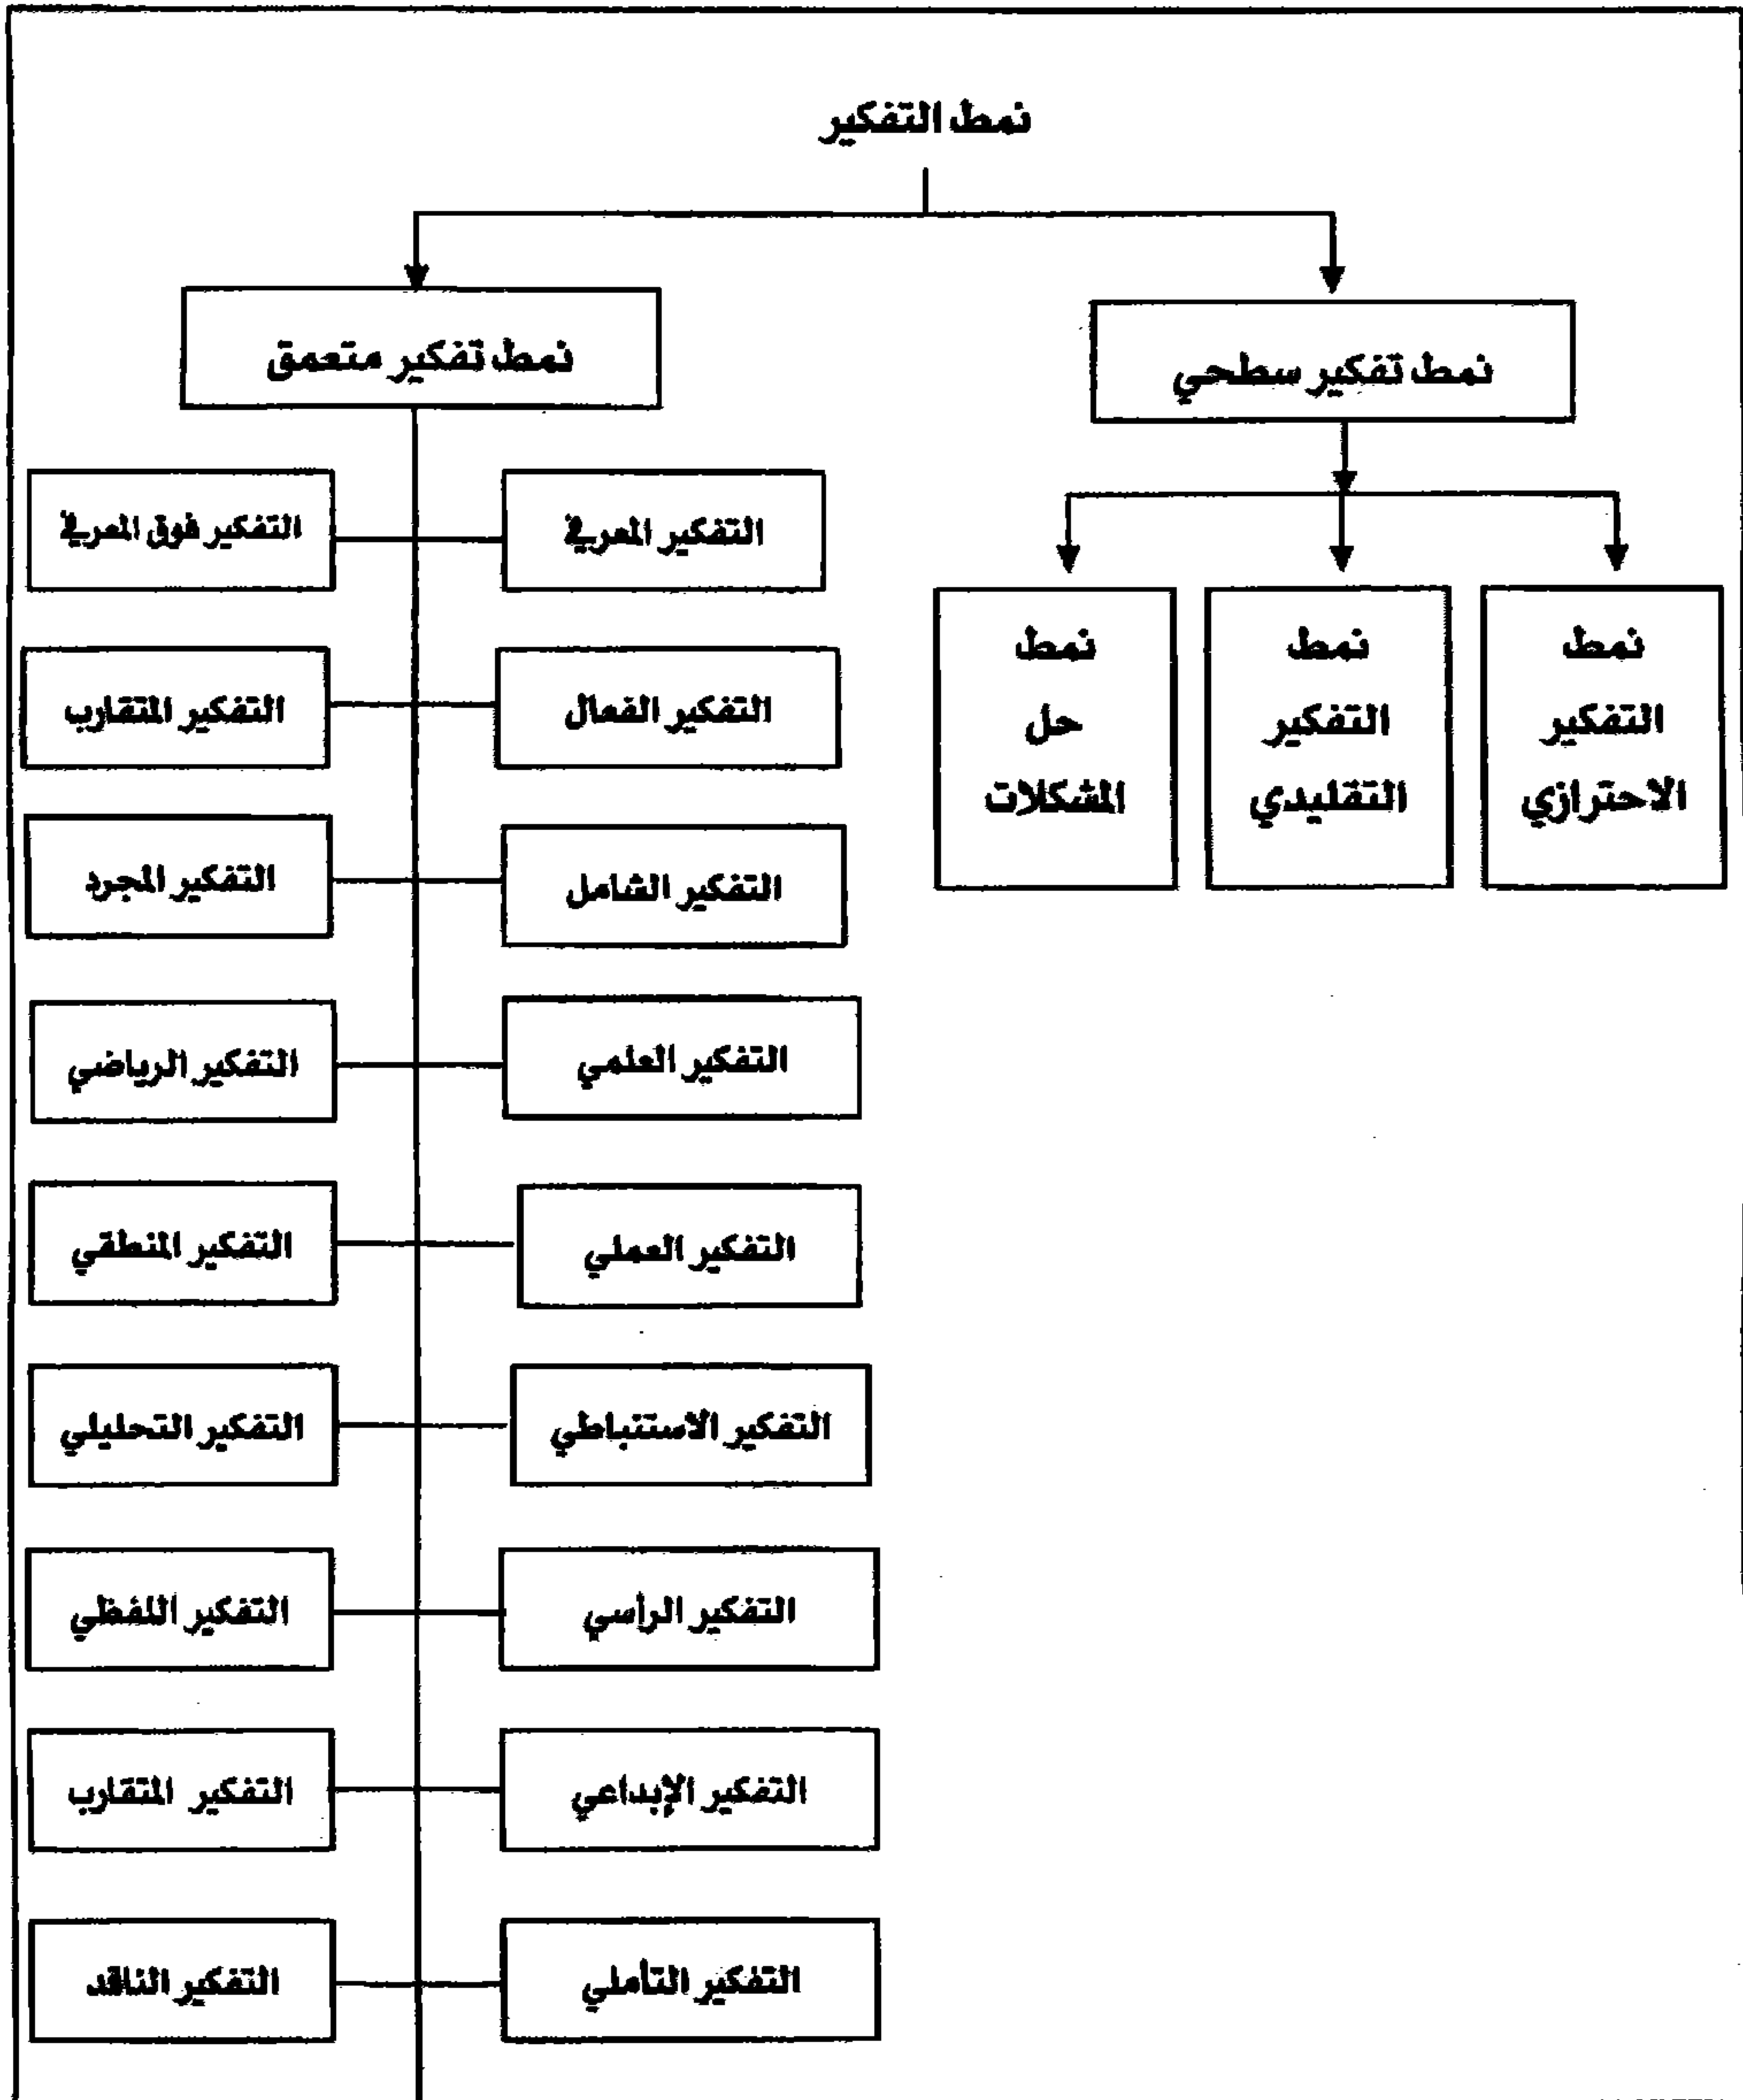 نمط التفكير
نمط تفكير سطحي
نمط تفكير متعمق
نمط
التفكير
الاحترازي
نمط
التفكير
التقليدي
نمط
حل
المشكلات
التفكير المعرفي
التفكير فوق المعرفي
التفكير الفعال
التفكير المتقارب
التفكير الشامل
التفكير المجرد
التفكير العلمي
التفكير الرياضي
التفكير العملي
التفكير المنطقي
التفكير الاستنباطي
التفكير التحليلي
التفكير الرأسي
التفكير اللفظي
التفكير الإبداعي
التفكير المتقارب
التفكير التأملي
التفكير الناقد